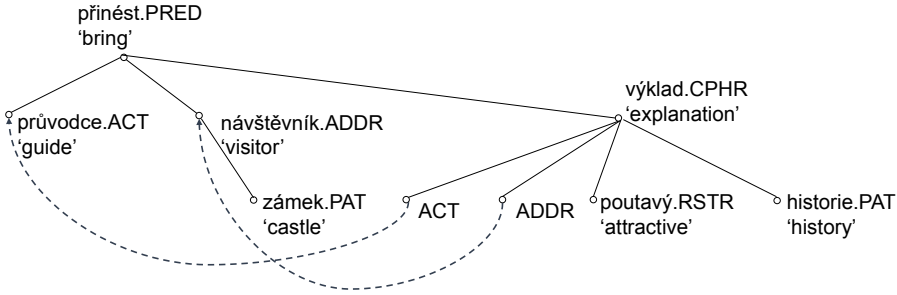 přinést.PRED
‘bring’
výklad.CPHR
‘explanation’
průvodce.ACT
‘guide’
návštěvník.ADDR
‘visitor’
zámek.PAT
‘castle’
ACT
ADDR
poutavý.RSTR
‘attractive’
historie.PAT
‘history’